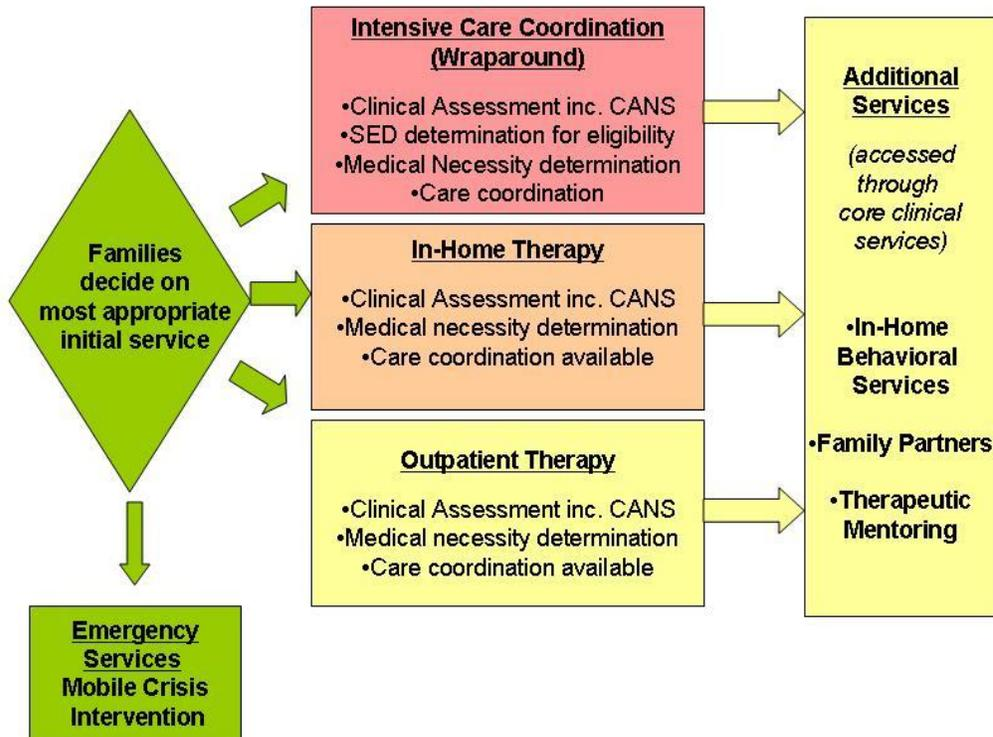 Families
decide on
most appropriate
initial service
Emergency
Services
Mobile Crisis
Intervention
Intensive Care Coordination
(Wraparound)
•Clinical Assessment inc. CANS
•SED determination for eligibility
•Medical Necessity determination
•Care coordination
In-Home Therapy
•Clinical Assessment inc. CANS
•Medical necessity determination
•Care coordination available
Outpatient Therapy
•Clinical Assessment inc. CANS
•Medical necessity determination
•Care coordination available
Additional
Services
(accessed
through
core clinical
services)
•In-Home
Behavioral
Services
•Family Partners
•Therapeutic
Mentoring